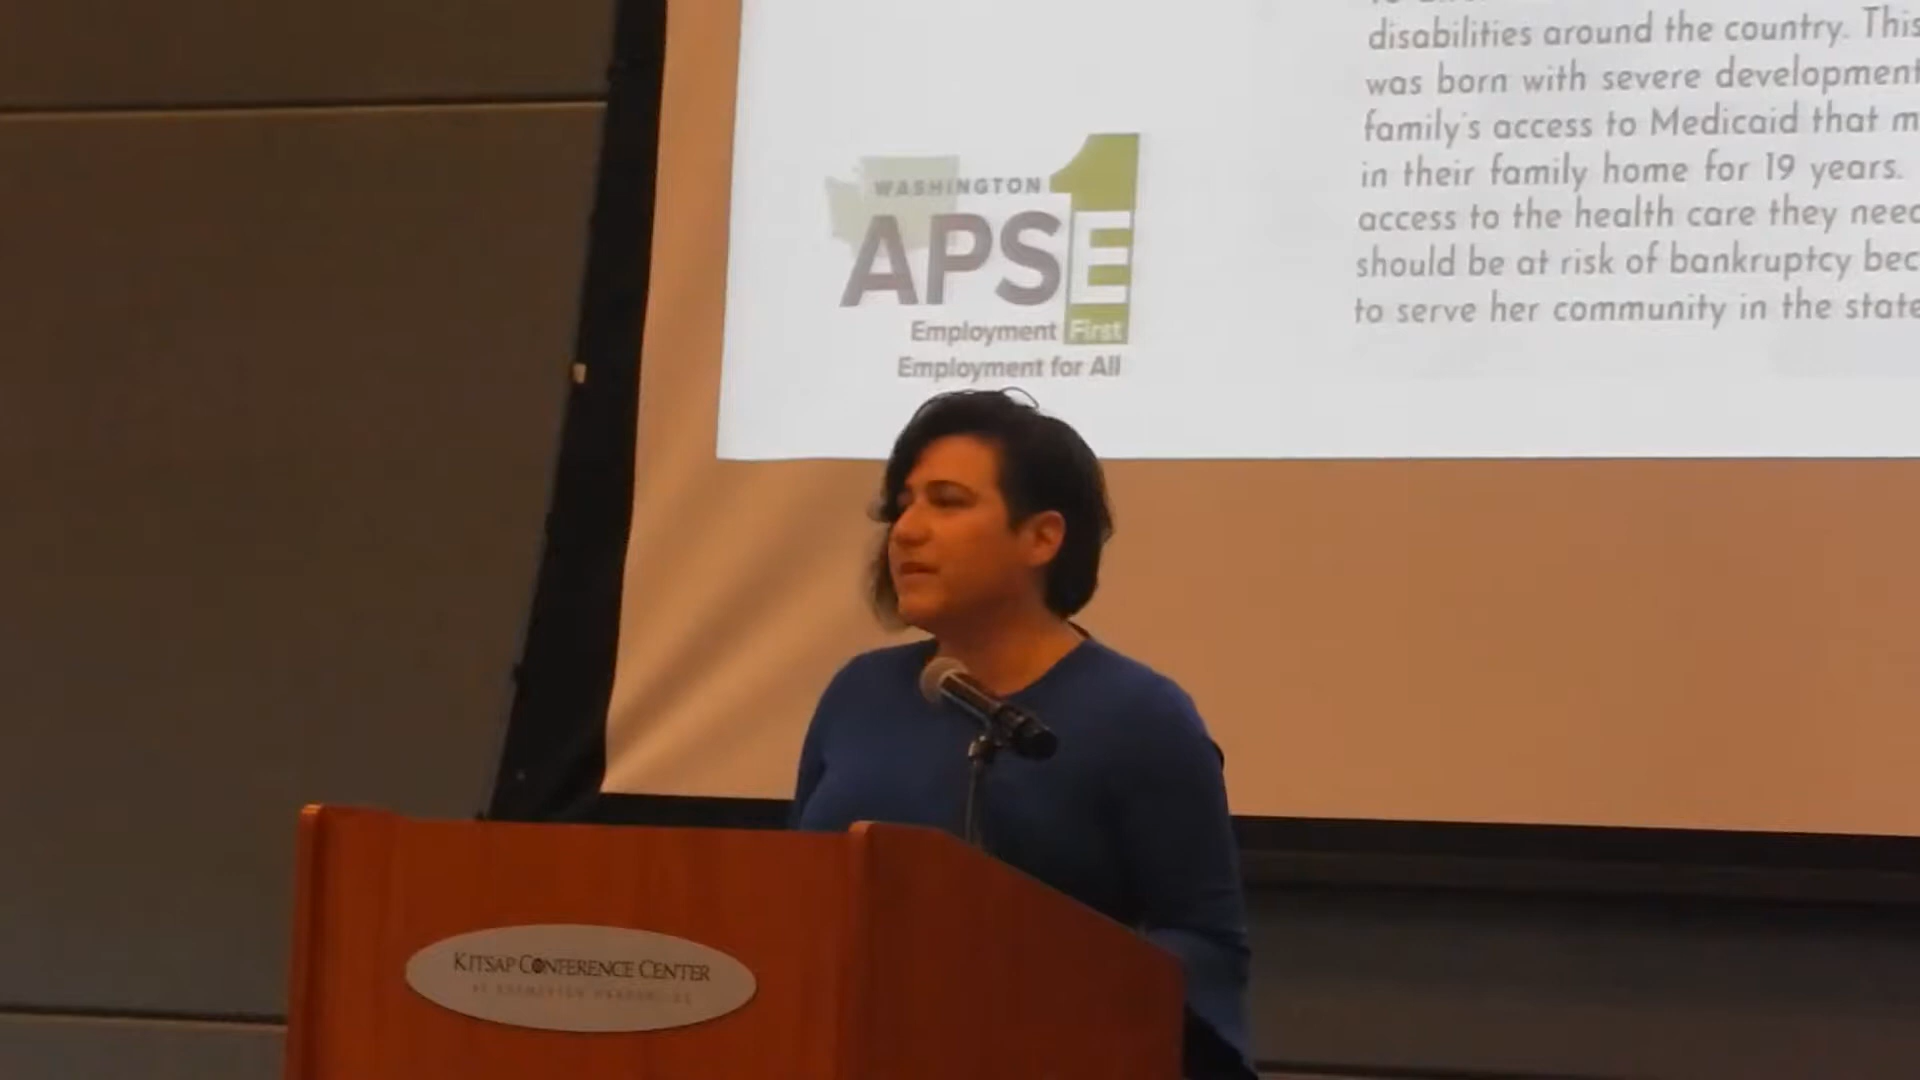 disabilities around the country. This
was born with severe development
family's access to Medicaid that m
in their family home for 19 years.
access to the health care they need
should be at risk of bankruptcy bec
to serve her community in the state
WASHINGTON
APSE
1
Employment First
Employment for All
KITSAP CONFERENCE CENTER